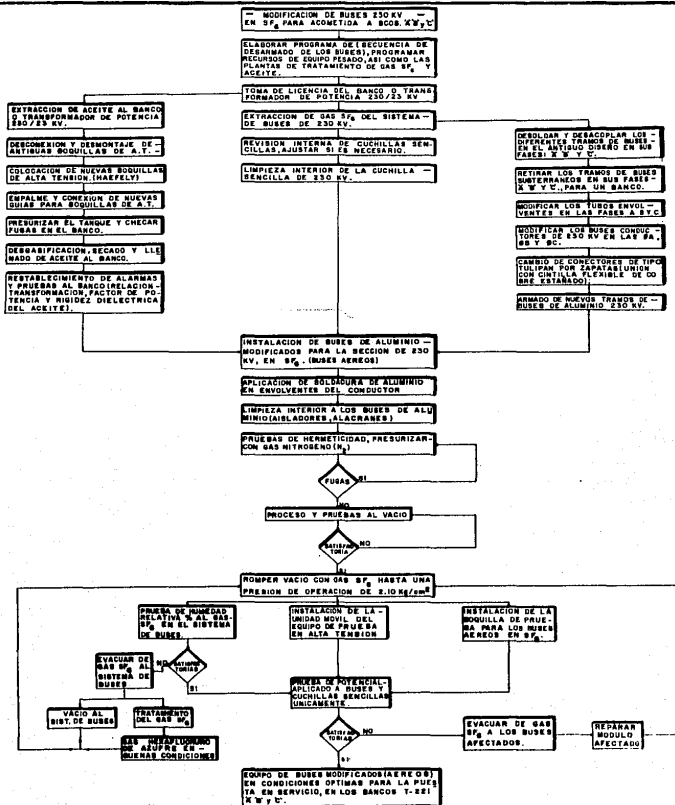 — MODIFICACION DE BUSES 230 KV —
EN SF6 PARA ACOMETIDA A BCOS. A̅ B̅ y C̅
ELABORAR PROGRAMA DE (SECUENCIA DE
DESARMADO DE LOS BUSES), PROGRAMAR
RECURSOS DE EQUIPO PESADO, ASI COMO LAS
PLANTAS DE TRATAMIENTO DE GAS SF6 Y
ACEITE.
TOMA DE LICENCIA DEL BANCO O TRANS
FORMADOR DE POTENCIA 230/23 KV
EXTRACCION DE ACEITE AL BANCO
O TRANSFORMADOR DE POTENCIA
230/23 KV.
DESCONEXION Y DESMONTAJE DE —
ANTIGUAS BOQUILLAS DE A.T. —
COLOCACION DE NUEVAS BOQUILLAS
DE ALTA TENSION.(HAEFELY)
EMPALME Y CONEXION DE NUEVAS
GUIAS PARA BOQUILLAS DE A.T.
PRESURIZAR EL TANQUE Y CHECAR
FUGAS EN EL BANCO.
DESGASIFICACION, SECADO Y LLE
NADO DE ACEITE AL BANCO.
RESTABLECIMIENTO DE ALARMAS
Y PRUEBAS AL BANCO(RELACION-
TRANSFORMACION, FACTOR DE PO-
TENCIA Y RIGIDEZ DIELECTRICA
DEL ACEITE).
EXTRACCION DE GAS SF6 DEL SISTEMA—
DE BUSES DE 230 KV.
REVISION INTERNA DE CUCHILLAS SEN-
CILLAS, AJUSTAR SI ES NECESARIO.
LIMPIEZA INTERIOR DE LA CUCHILLA —
SENCILLA DE 230 KV.
DESOLDAR Y DESACOPLAR LOS —
DIFERENTES TRAMOS DE BUSES—
EN EL ANTIGUO DISEÑO EN SUS
FASES: A̅ B̅ Y C̅.
RETIRAR LOS TRAMOS DE BUSES
SUBTERRANEOS EN SUS FASES—
A̅ B̅ Y C̅., PARA UN BANCO.
MODIFICAR LOS TUBOS ENVOL —
VENTES EN LAS FASES A BYC
MODIFICAR LOS BUSES CONDUC —
TORES DE 230 KV EN LAS ØA,
ØB Y ØC.
CAMBIO DE CONECTORES DE TIPO
TULIPAN POR ZAPATAS(UNION
CON CINTILLA FLEXIBLE DE CO
BRE ESTAÑADO)
ARMADO DE NUEVOS TRAMOS DE —
BUSES DE ALUMINIO 230 KV.
INSTALACION DE BUSES DE ALUMINIO —
MODIFICADOS PARA LA SECCION DE 230
KV, EN SF6. (BUSES AEREOS)
APLICACION DE SOLDADURA DE ALUMINIO
EN ENVOLVENTES DEL CONDUCTOR
LIMPIEZA INTERIOR A LOS BUSES DE ALU
MINIO(AISLADORES, ALACRANES)
PRUEBAS DE HERMETICIDAD, PRESURIZAR-
CON GAS NITROGENO(N2)
FUGAS
SI
NO
PROCESO Y PRUEBAS AL VACIO
SATISFAC
TORIA
NO
SI
ROMPER VACIO CON GAS SF6 HASTA UNA
PRESION DE OPERACION DE 2.10 Kg/cm2
PRUEBA DE HUMEDAD
RELATIVA % AL GAS-
SF6 EN EL SISTEMA
DE BUSES.
INSTALACION DE LA—
UNIDAD MOVIL DEL
EQUIPO DE PRUEBA
EN ALTA TENSION
INSTALACION DE LA
BOQUILLA DE PRUE-
BA PARA LOS BUSES
AEREOS EN SF6.
EVACUAR DE
GAS SF6 AL
SISTEMA DE
BUSES
NO
SATISFAC
TORIAS
SI
VACIO AL
SIST. DE BUSES
TRATAMIENTO
DEL GAS SF6
GAS HEXAFLUORURO
DE AZUFRE EN—
BUENAS CONDICIONES
PRUEBA DE POTENCIAL-
APLICADO A BUSES Y
CUCHILLAS SENCILLAS
UNICAMENTE.
SATISFAC
TORIAS
NO
SI
EVACUAR DE GAS
SF6 A LOS BUSES
AFECTADOS.
REPARAR
MODULO
AFECTADO
EQUIPO DE BUSES MODIFICADOS(AEREOS)
EN CONDICIONES OPTIMAS PARA LA PUES
TA EN SERVICIO, EN LOS BANCOS T-221
A̅ B̅ y C̅.